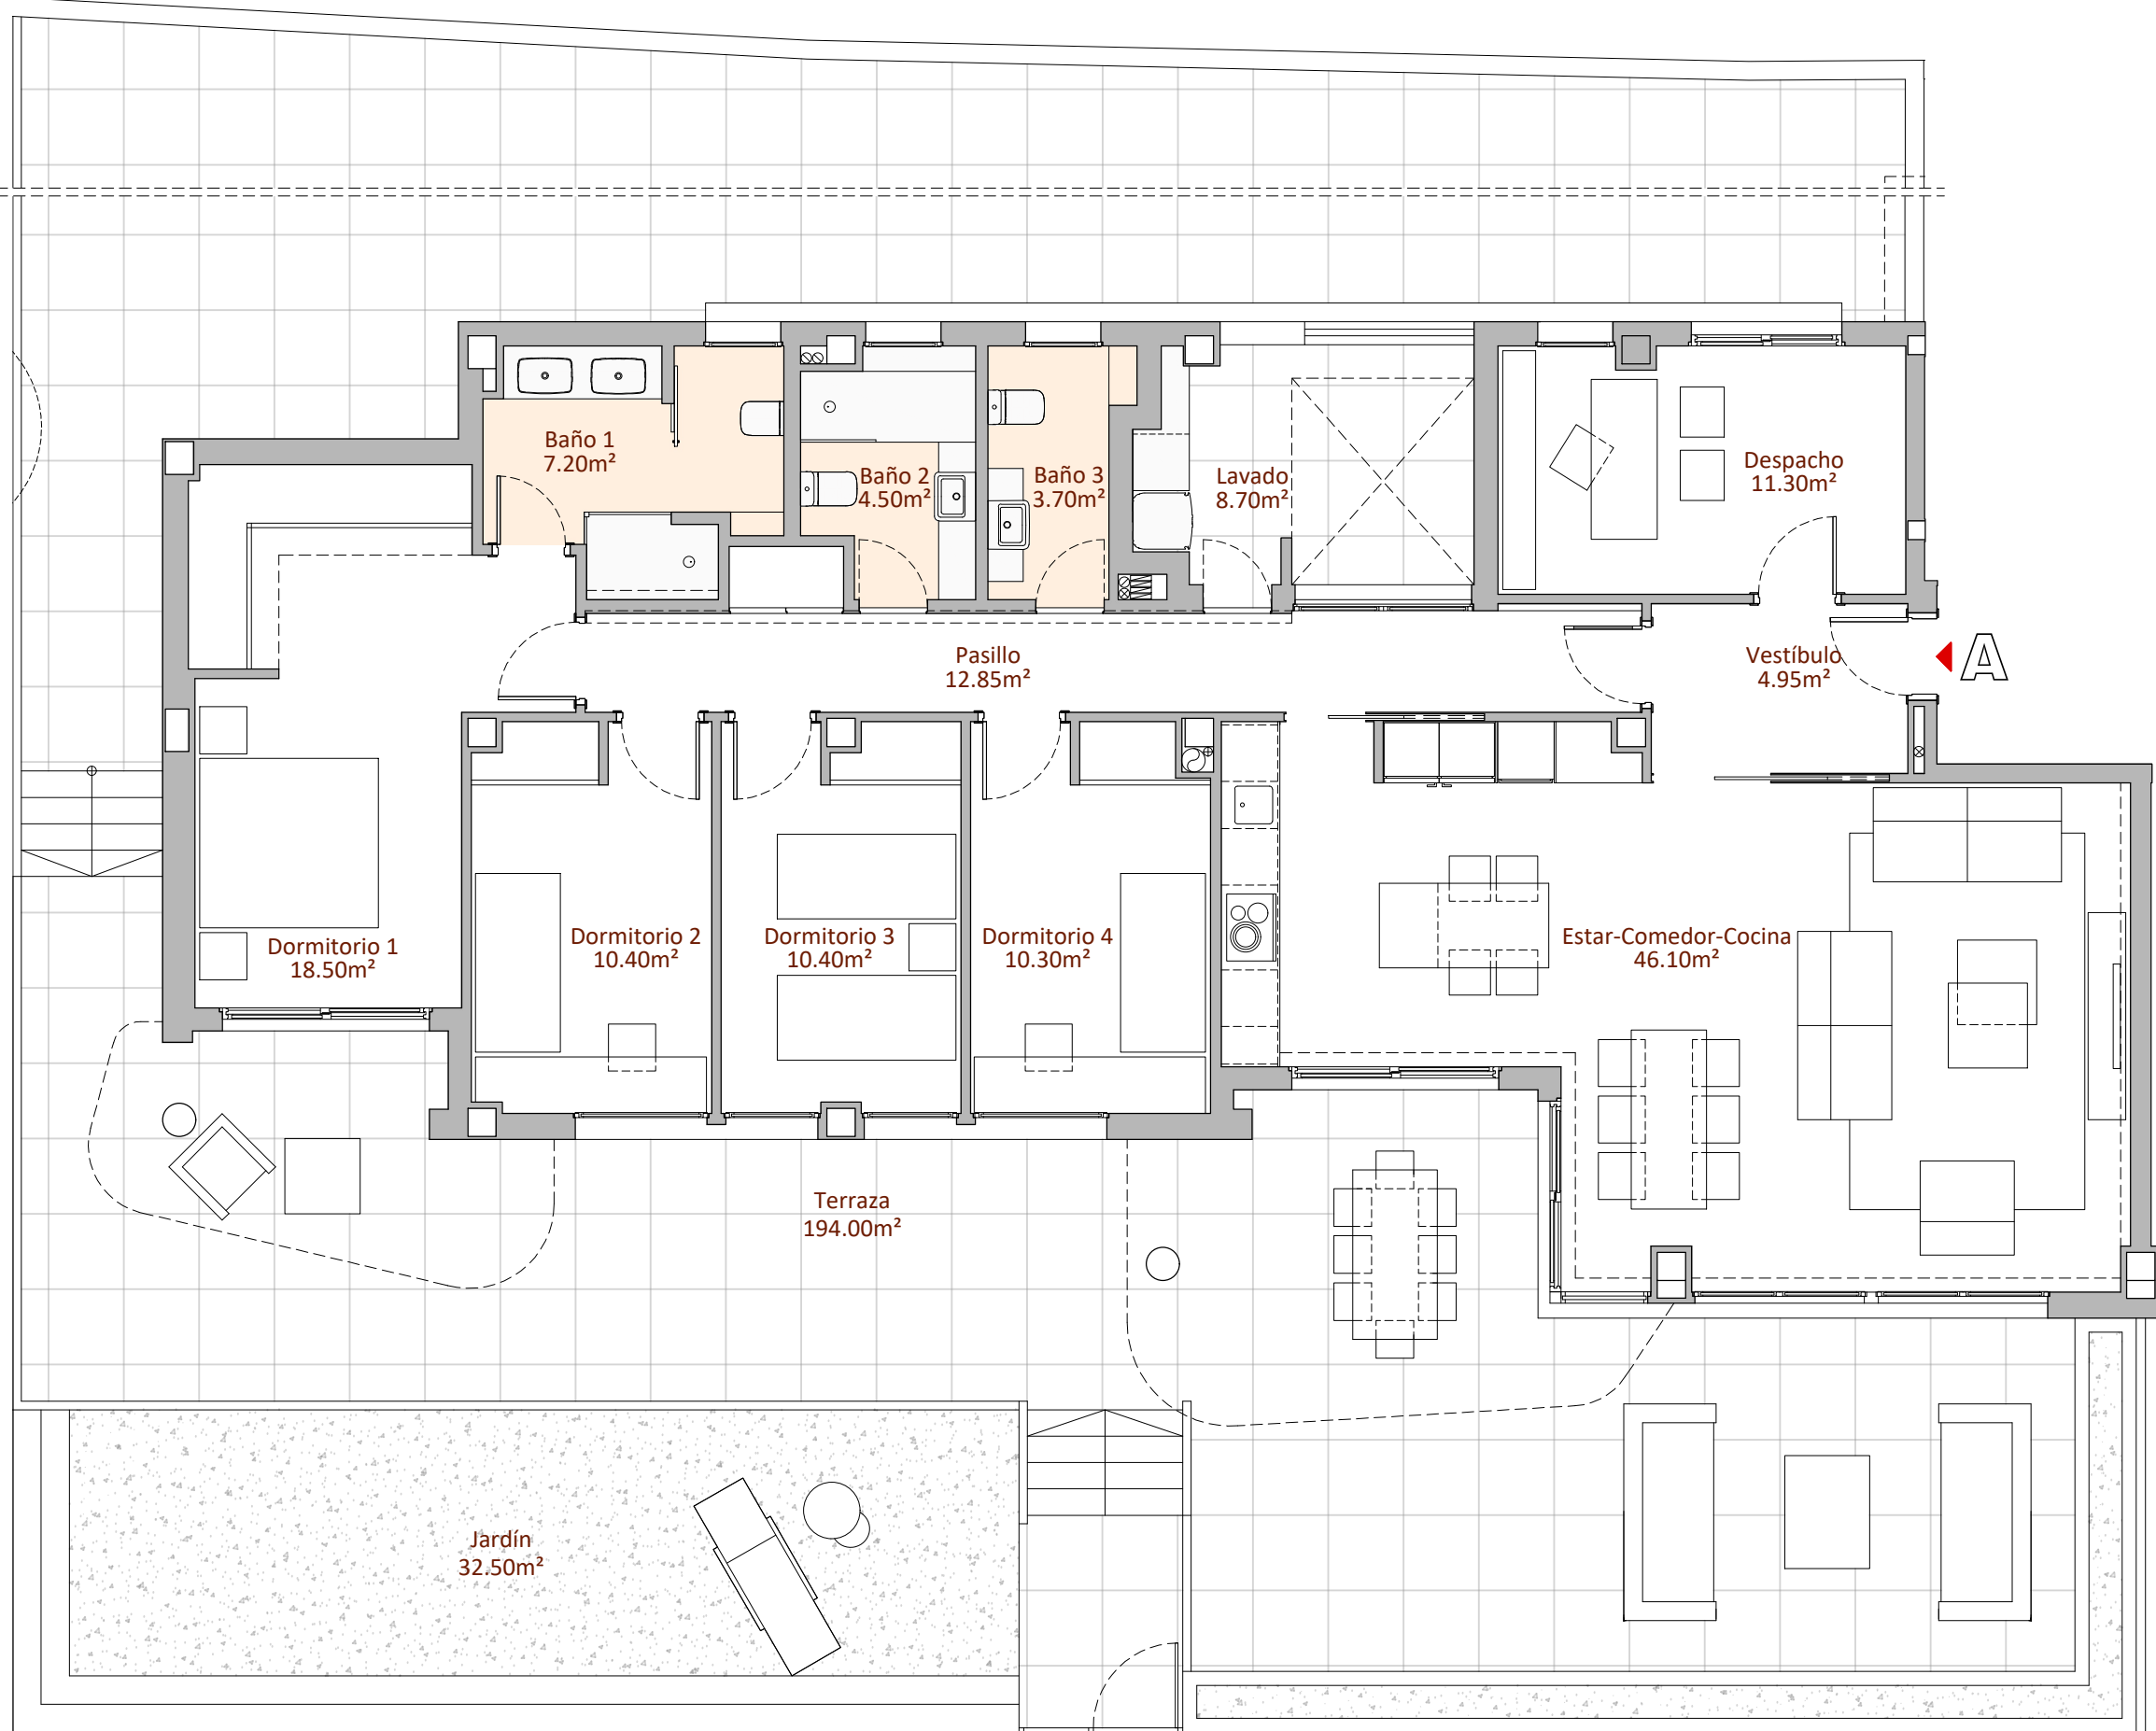 Baño 1
7.20m²
Baño 2
4.50m²
Baño 3
3.70m²
Lavado
8.70m²
Despacho
11.30m²
Pasillo
12.85m²
Vestíbulo
4.95m²
A
Dormitorio 1
18.50m²
Dormitorio 2
10.40m²
Dormitorio 3
10.40m²
Dormitorio 4
10.30m²
Estar-Comedor-Cocina
46.10m²
Terraza
194.00m²
Jardín
32.50m²